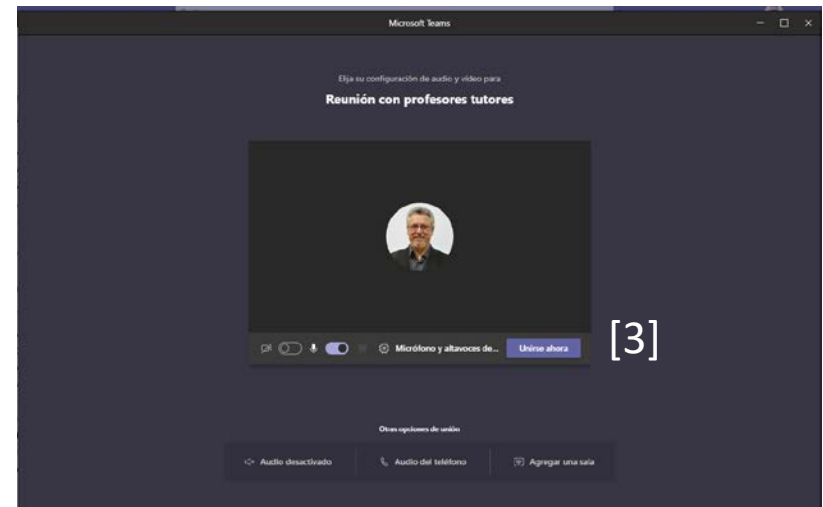 Microsoft Teams
Elija su configuración de audio y vídeo para
Reunión con profesores tutores
Micrófono y altavoces de... Unirse ahora
[3]
Otras opciones de unión
Audio desactivado Audio del teléfono Agregar una sala